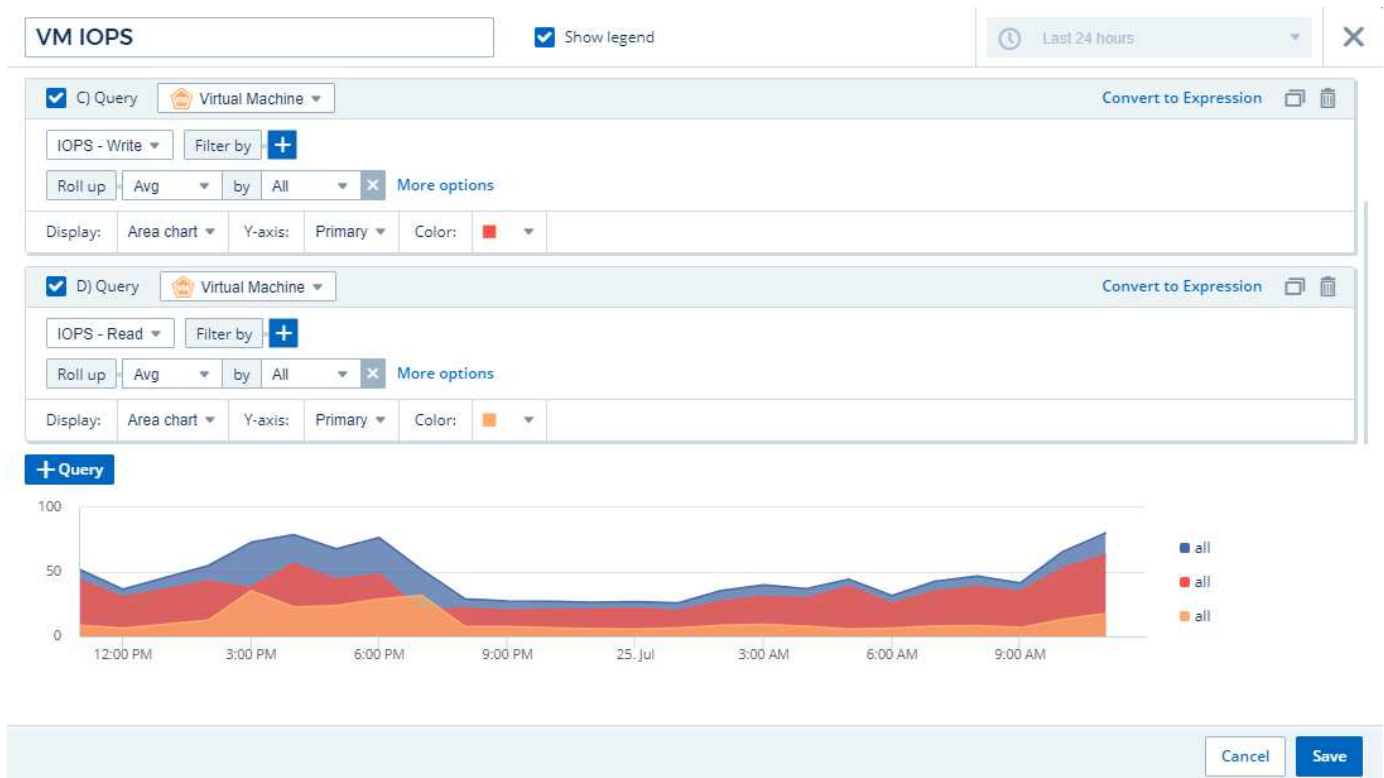 VM IOPS Show legend Last 24 hours
C) Query Virtual Machine Convert to Expression
IOPS - Write Filter by +
Roll up Avg by All × More options
Display: Area chart Y-axis: Primary Color:
D) Query Virtual Machine Convert to Expression
IOPS - Read Filter by +
Roll up Avg by All × More options
Display: Area chart Y-axis: Primary Color:
+ Query
100
50
0
all
all
all
12:00 PM 3:00 PM 6:00 PM 9:00 PM 25. Jul 3:00 AM 6:00 AM 9:00 AM
Cancel Save